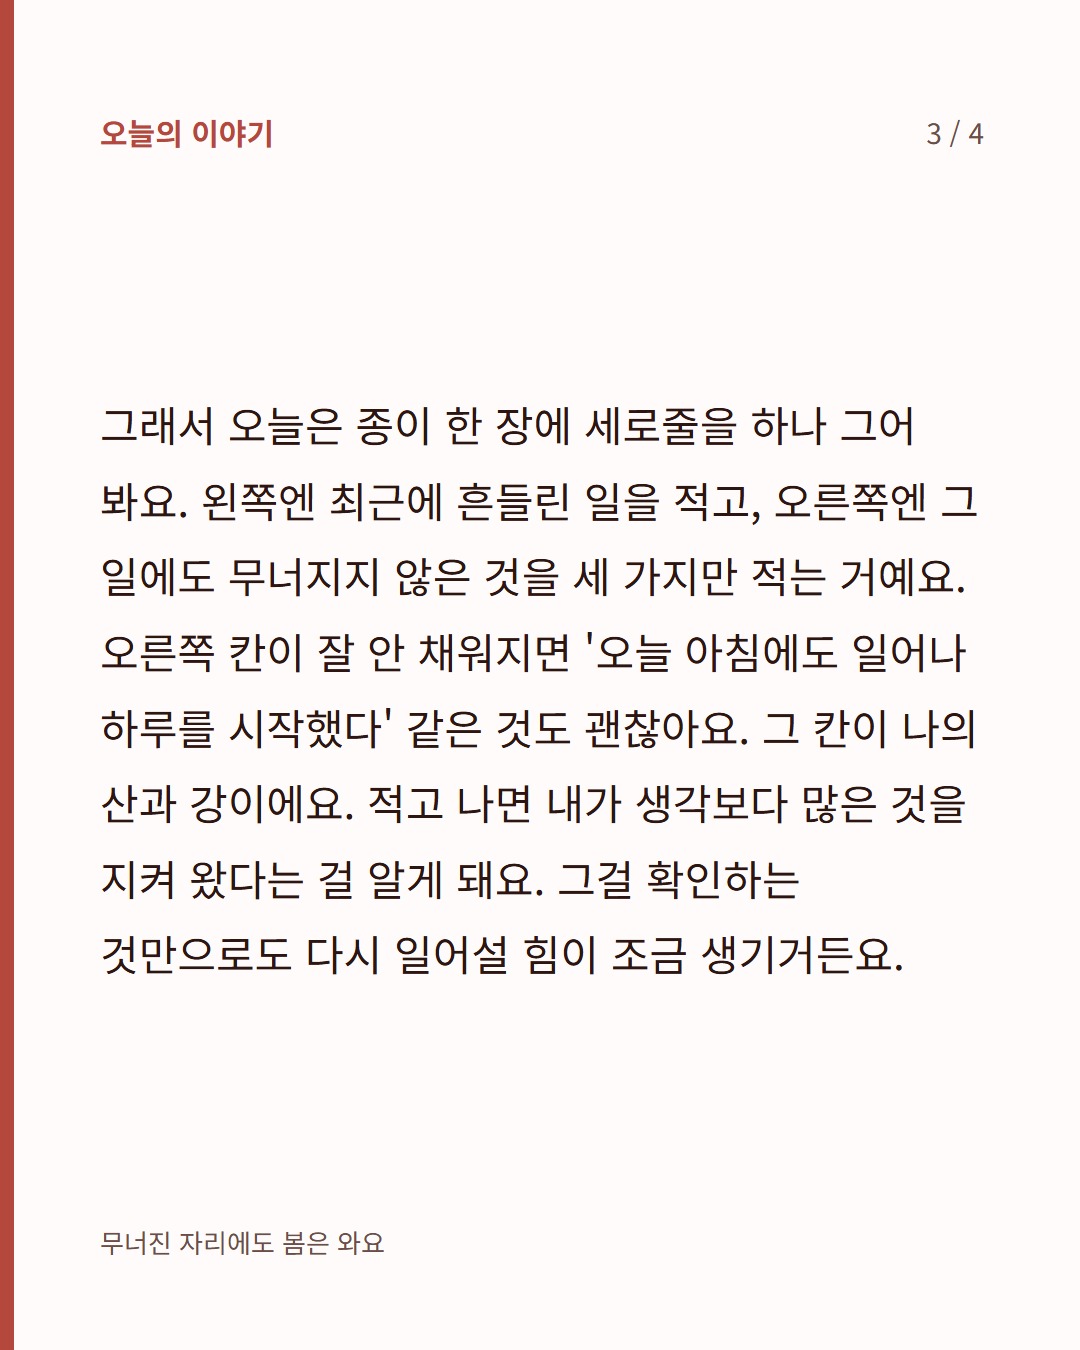 오늘의 이야기
3 / 4
그래서 오늘은 종이 한 장에 세로줄을 하나 그어
봐요. 왼쪽엔 최근에 흔들린 일을 적고, 오른쪽엔 그
일에도 무너지지 않은 것을 세 가지만 적는 거예요.
오른쪽 칸이 잘 안 채워지면 '오늘 아침에도 일어나
하루를 시작했다' 같은 것도 괜찮아요. 그 칸이 나의
산과 강이에요. 적고 나면 내가 생각보다 많은 것을
지켜 왔다는 걸 알게 돼요. 그걸 확인하는
것만으로도 다시 일어설 힘이 조금 생기거든요.
무너진 자리에도 봄은 와요